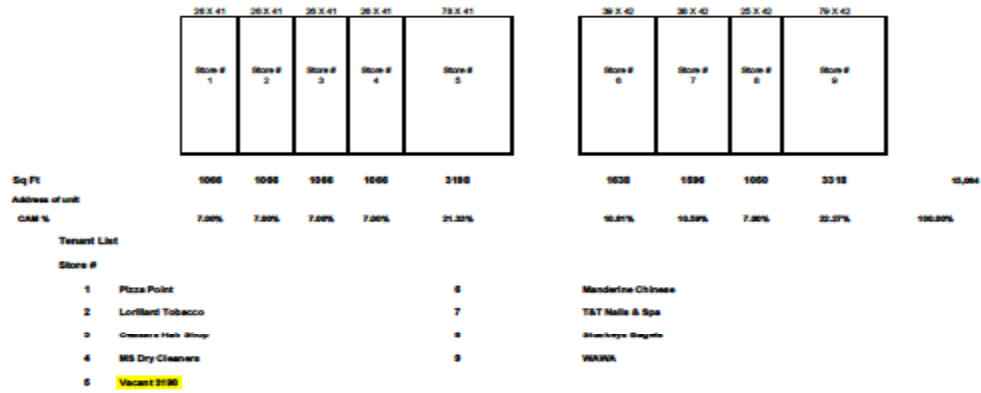 26 X 41 26 X 41 26 X 41 26 X 41 78 X 41 39 X 42 38 X 42 25 X 42 79 X 42
Store # 1 Store # 2 Store # 3 Store # 4 Store # 5 Store # 6 Store # 7 Store # 8 Store # 9
Sq Ft 1066 1066 1066 1066 3198 1638 1596 1050 3318
Address of unit
CAM % 7.00% 7.00% 7.00% 7.00% 21.33% 10.59% 7.00% 22.27% 100.00%
Tenant List
Store #
1 Pizza Point 6 Manderine Chinese
2 Lorillard Tobacco 7 T&T Nails & Spa
3 8 Bagels
4 MS Dry Cleaners 9 WAWA
5 Vacant 3198